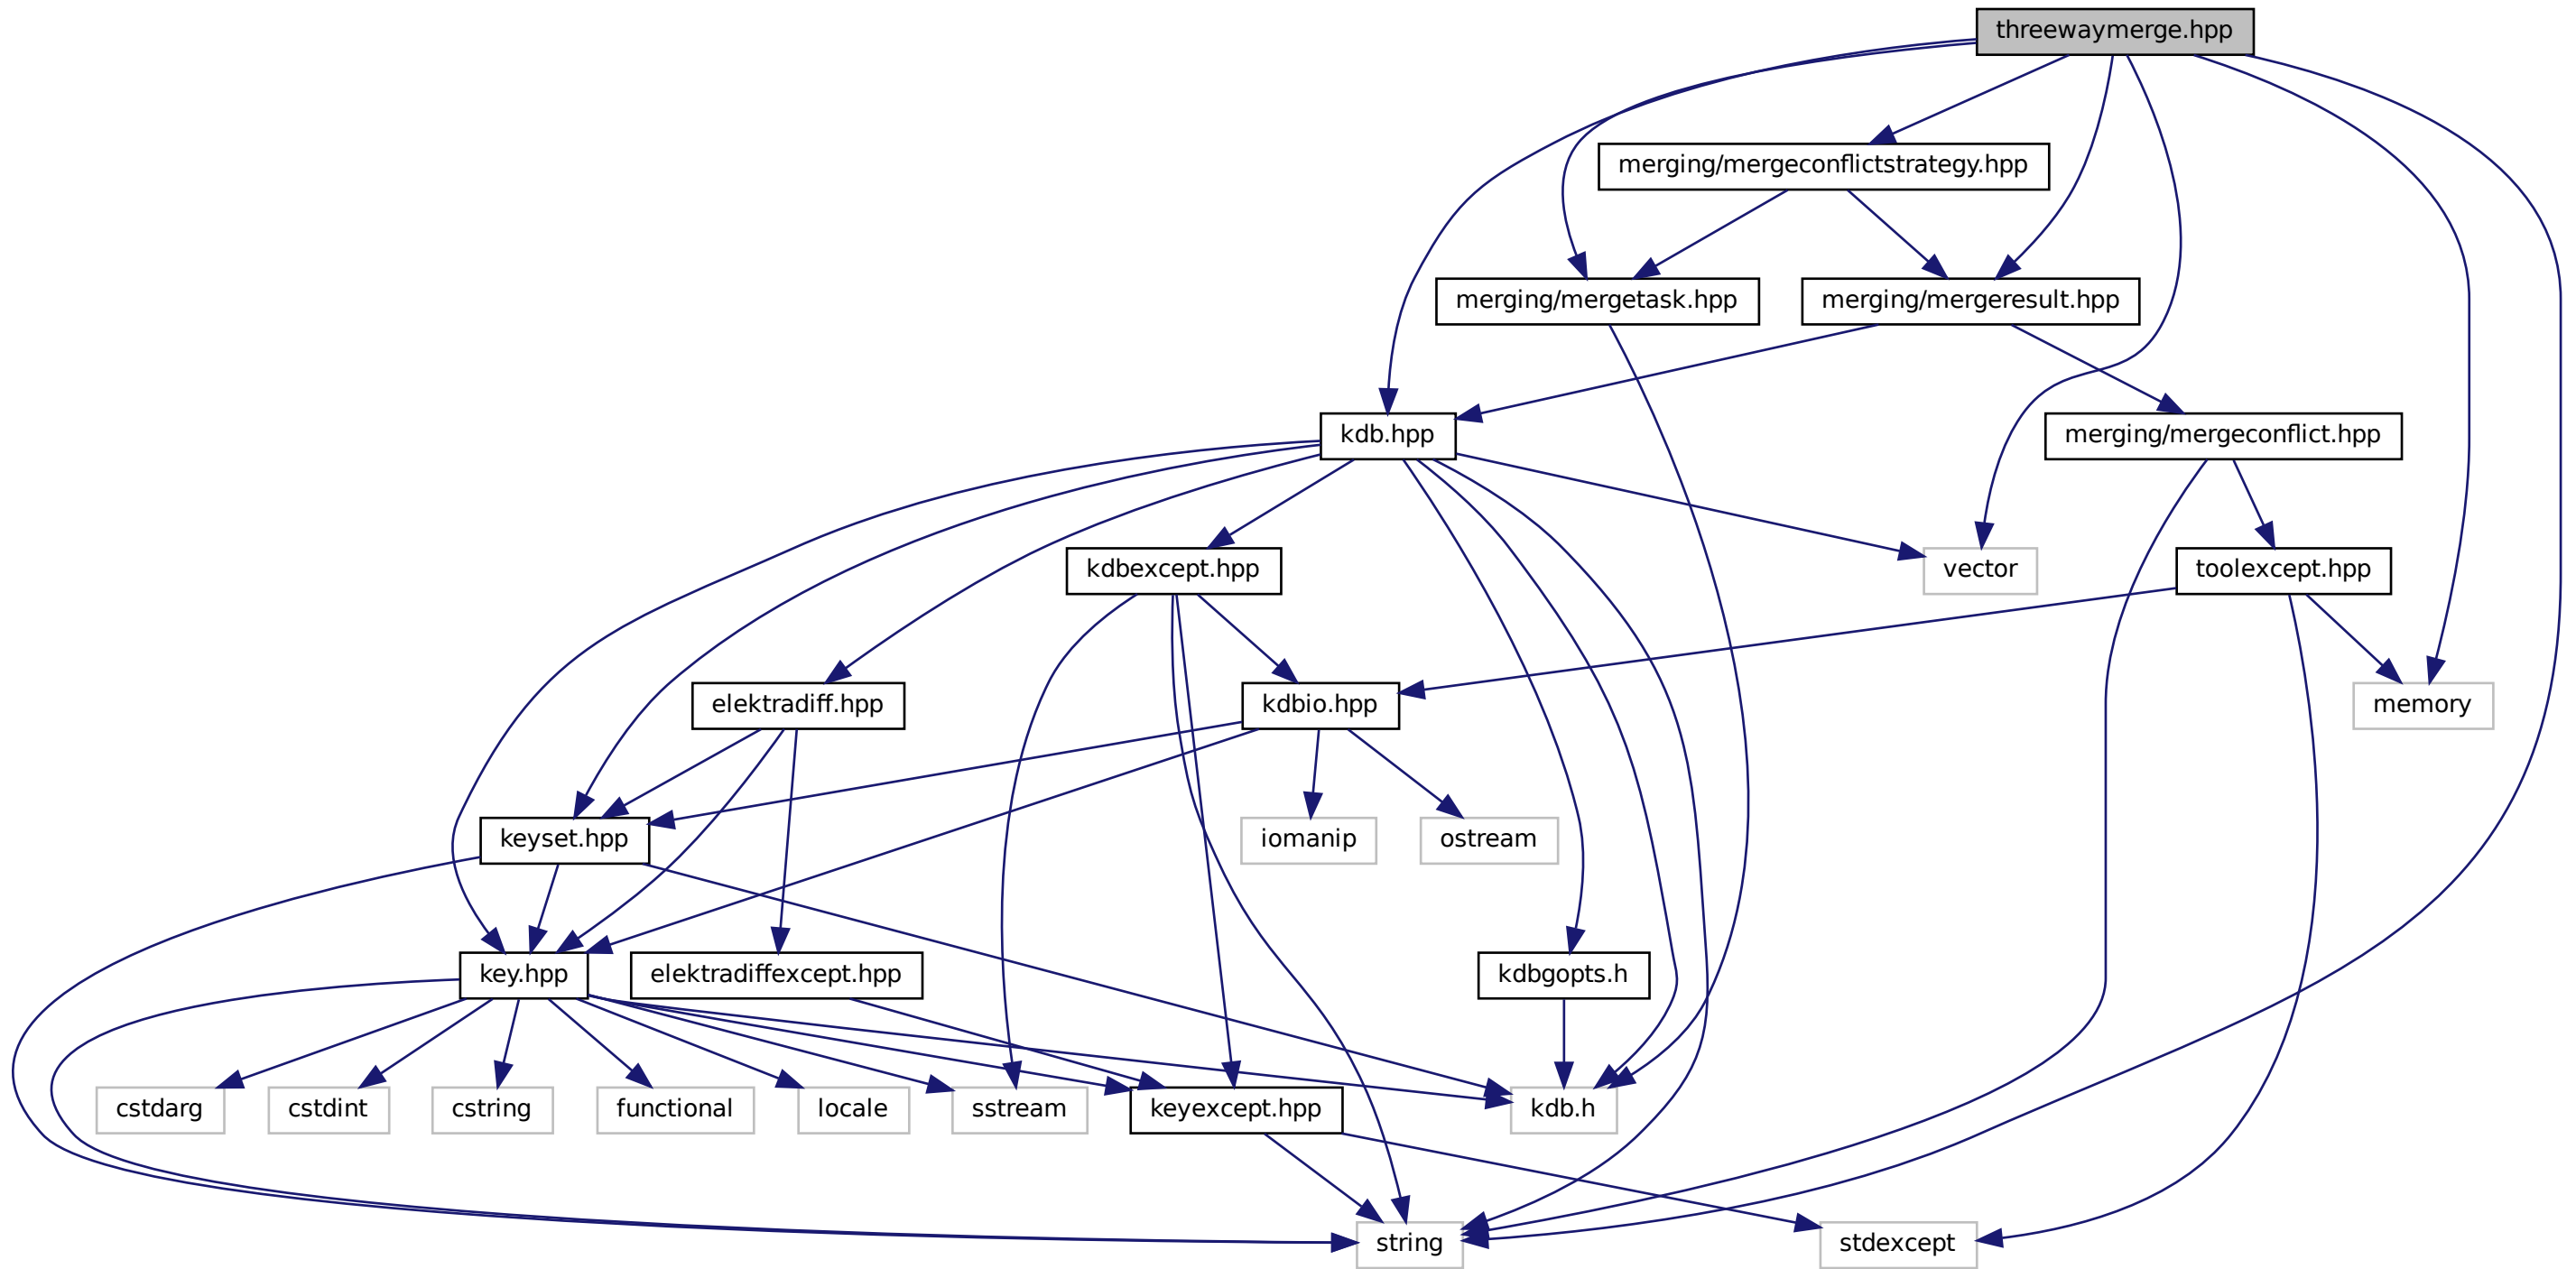 threewaymerge.hpp
merging/mergeconflictstrategy.hpp
merging/mergetask.hpp
merging/mergeresult.hpp
kdb.hpp
merging/mergeconflict.hpp
kdbexcept.hpp
vector
toolexcept.hpp
elektradiff.hpp
kdbio.hpp
memory
keyset.hpp
iomanip
ostream
key.hpp
elektradiffexcept.hpp
kdbgopts.h
cstdarg
cstdint
cstring
functional
locale
sstream
keyexcept.hpp
kdb.h
string
stdexcept